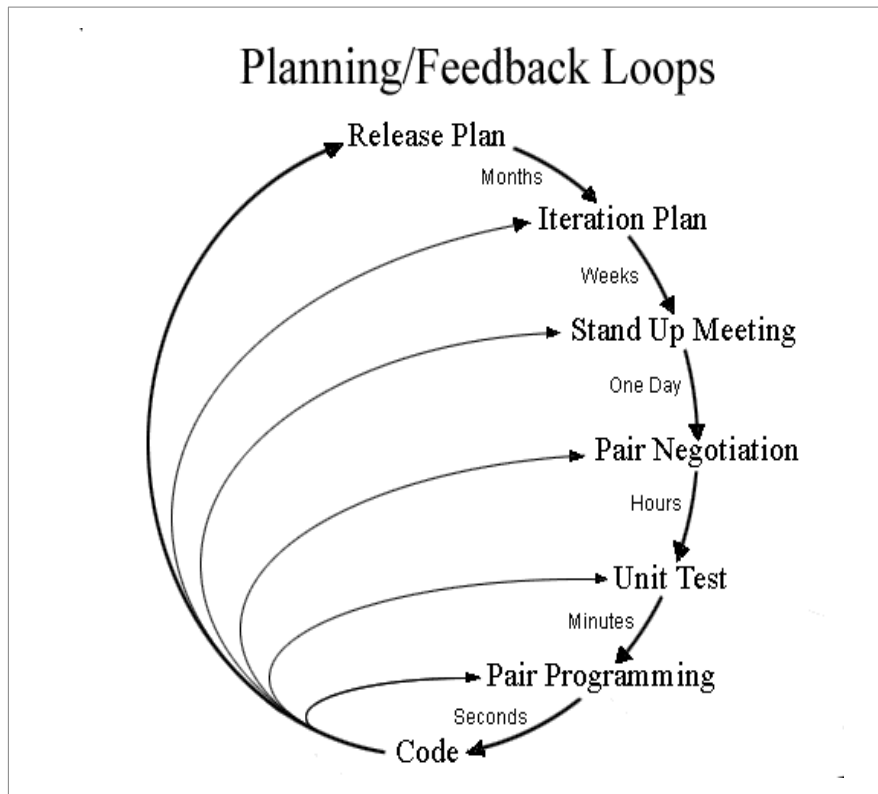 Planning/Feedback Loops
Release Plan
Months
Iteration Plan
Weeks
Stand Up Meeting
One Day
Pair Negotiation
Hours
Unit Test
Minutes
Pair Programming
Seconds
Code